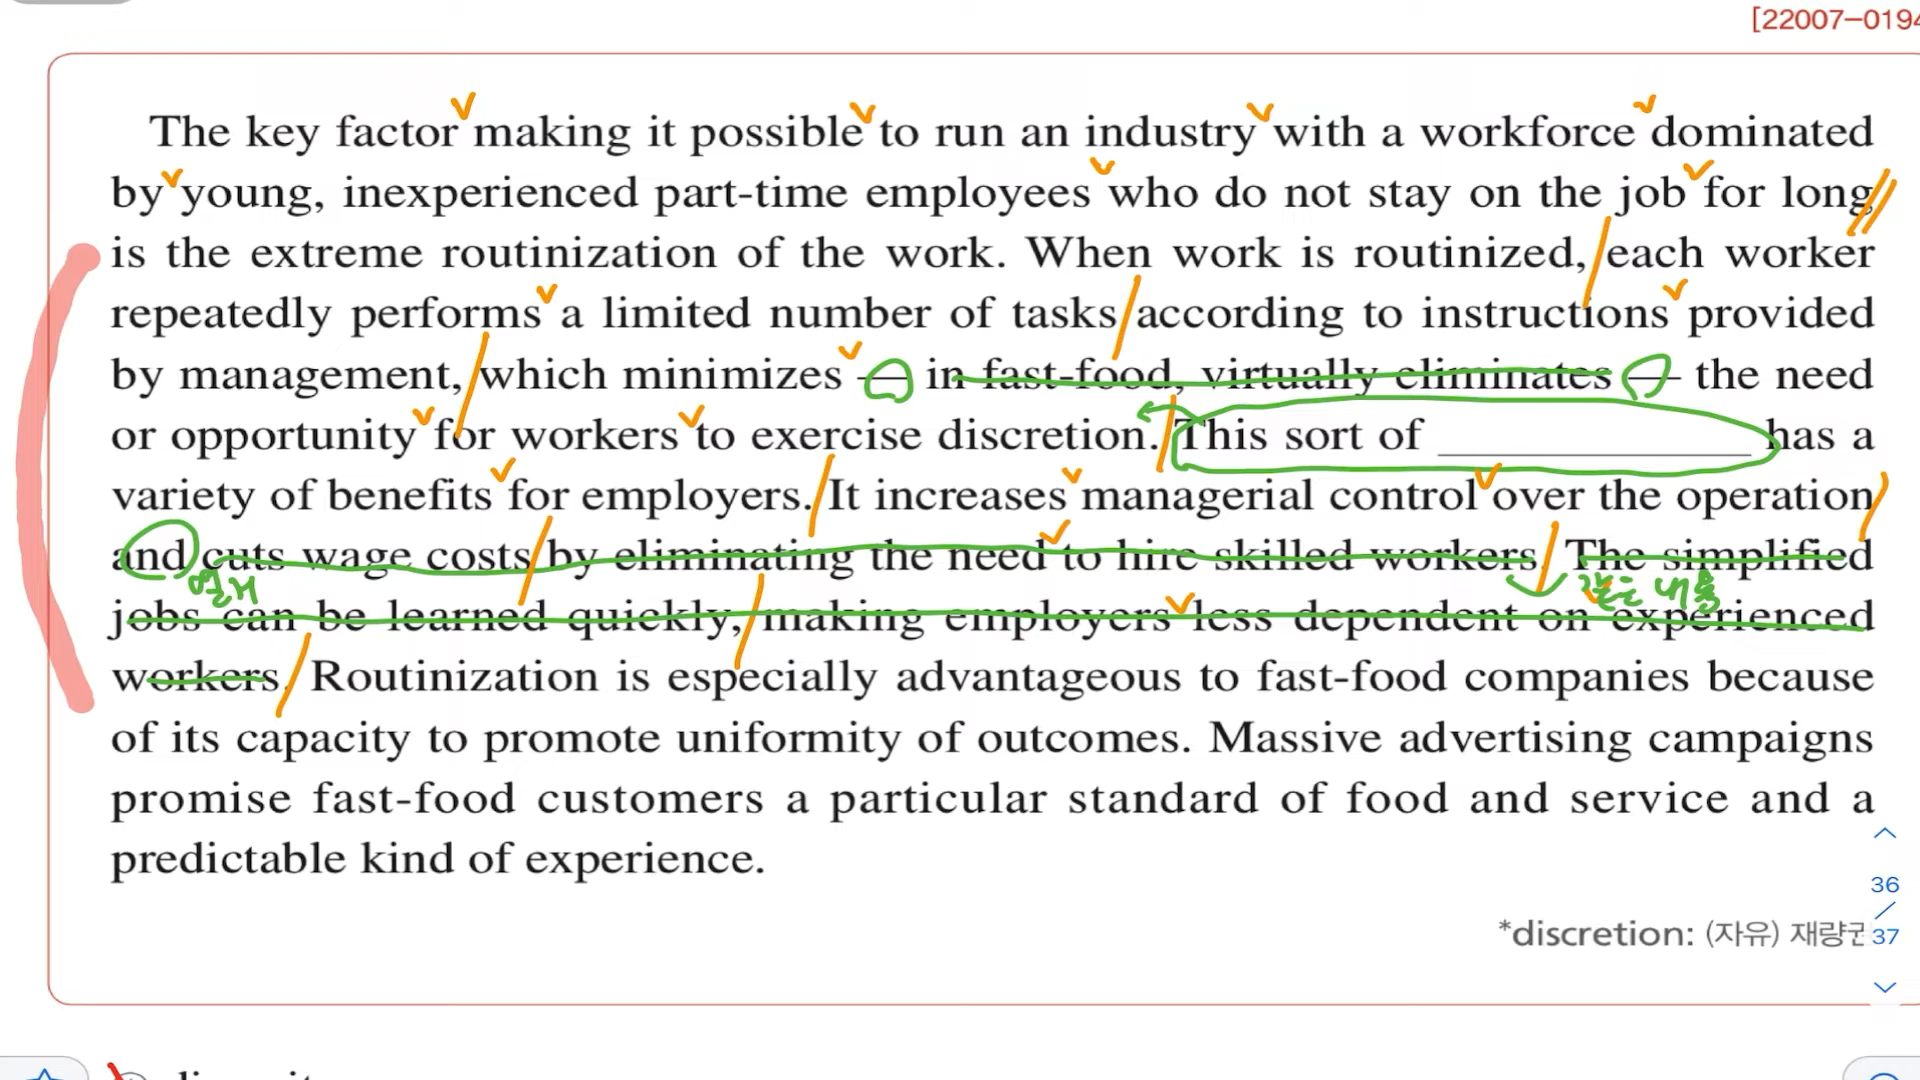 [22007-0194
The key factor making it possible to run an industry with a workforce dominated
by young, inexperienced part-time employees who do not stay on the job for long
is the extreme routinization of the work. When work is routinized, each worker
repeatedly performs a limited number of tasks according to instructions provided
by management, which minimizes — in fast-food, virtually eliminates — the need
or opportunity for workers to exercise discretion. This sort of ____________ has a
variety of benefits for employers. It increases managerial control over the operation
and cuts wage costs by eliminating the need to hire skilled workers. The simplified
열거 같은 내용
jobs can be learned quickly, making employers less dependent on experienced
workers. Routinization is especially advantageous to fast-food companies because
of its capacity to promote uniformity of outcomes. Massive advertising campaigns
promise fast-food customers a particular standard of food and service and a
predictable kind of experience.
36
/
37
*discretion: (자유) 재량권